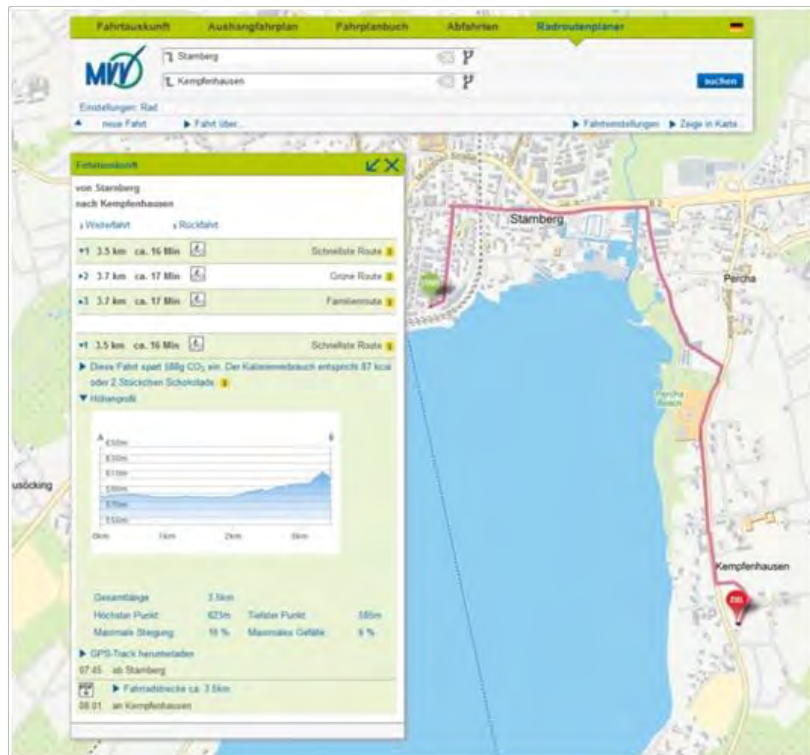 Fahrtauskunft Aushangfahrplan Fahrplanbuch Abfahrten Radroutenplaner
MVV
Starnberg
Kempfenhausen
suchen
Einstellungen: Rad
neue Fahrt Fahrt über... Fahrteinstellungen Zeige in Karte
Fahrtauskunft
von Starnberg
nach Kempfenhausen
Weiterfahrt Rückfahrt
1 3.5 km ca. 16 Min Schnellste Route
2 3.7 km ca. 17 Min Grüne Route
3 3.7 km ca. 17 Min Familienroute
1 3.5 km ca. 16 Min Schnellste Route
Diese Fahrt spart 588g CO₂ ein. Der Kalorienverbrauch entspricht 87 kcal
oder 2 Stückchen Schokolade
Höhenprofil
A B
0km 1km 2km 3km
Gesamtlänge 3.5km
Höchster Punkt 623m Tiefster Punkt 585m
Maximale Steigung Maximales Gefälle
GPS-Track herunterladen
07:45 ab Starnberg
PDF Fahrradstrecke ca. 3.5km
08:01 an Kempfenhausen
Starnberg
B 2
Percha
Percha
usöcking
Kempfenhausen
ZIEL